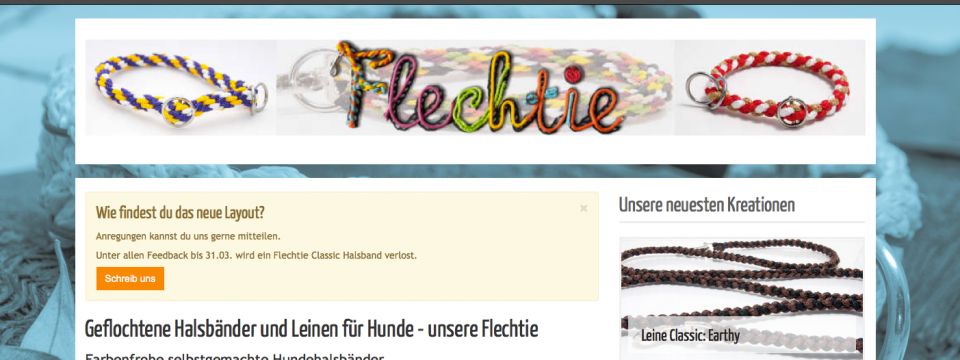 Flechtie
Wie findest du das neue Layout?
×
Anregungen kannst du uns gerne mitteilen.
Unter allen Feedback bis 31.03. wird ein Flechtie Classic Halsband verlost.
Schreib uns
Geflochtene Halsbänder und Leinen für Hunde - unsere Flechtie
Farbenfrohe selbstgemachte Hundehalsbänder
Unsere neuesten Kreationen
Leine Classic: Earthy